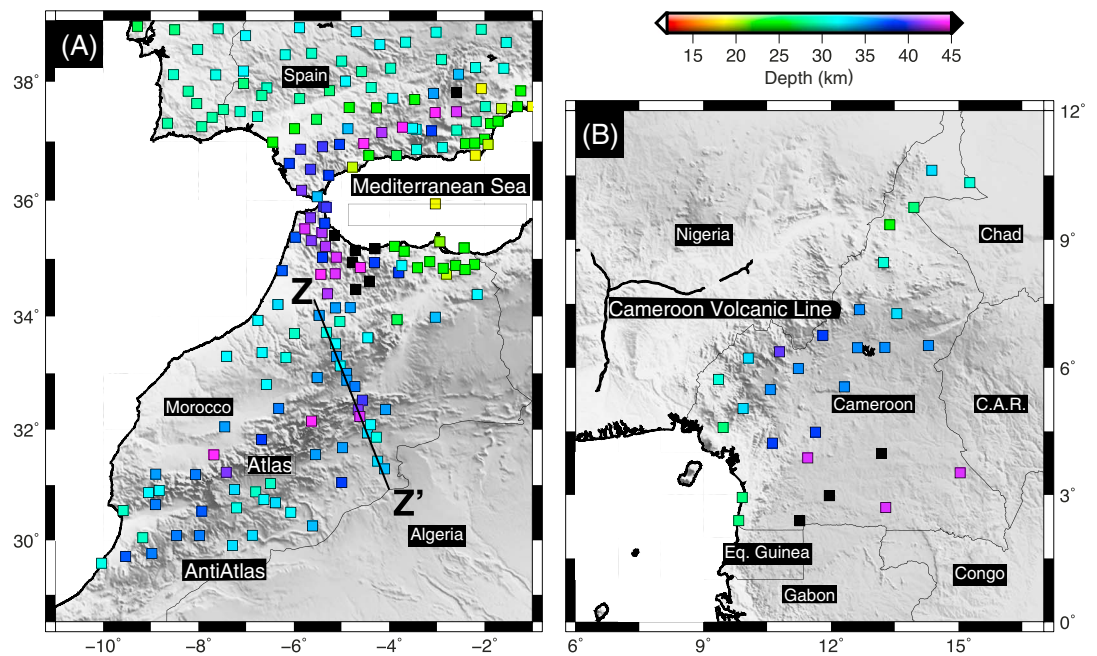 (A)
Spain
Mediterranean Sea
Z
Morocco
Atlas
Z’
Algeria
AntiAtlas
38°
36°
34°
32°
30°
−10° −8° −6° −4° −2°
15 20 25 30 35 40 45
Depth (km)
(B)
Nigeria
Chad
Cameroon Volcanic Line
Cameroon
C.A.R.
Eq. Guinea
Gabon
Congo
12°
9°
6°
3°
0°
6° 9° 12° 15°